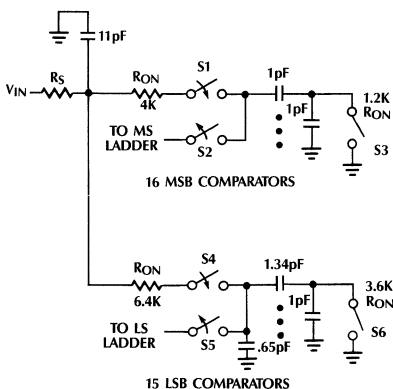 11pF
RS
VIN
RON
4K
S1
1pF
1pF
1.2K
RON
TO MS
LADDER
S2
S3
16 MSB COMPARATORS
RON
6.4K
S4
1.34pF
1pF
3.6K
RON
TO LS
LADDER
S5
.65pF
S6
15 LSB COMPARATORS